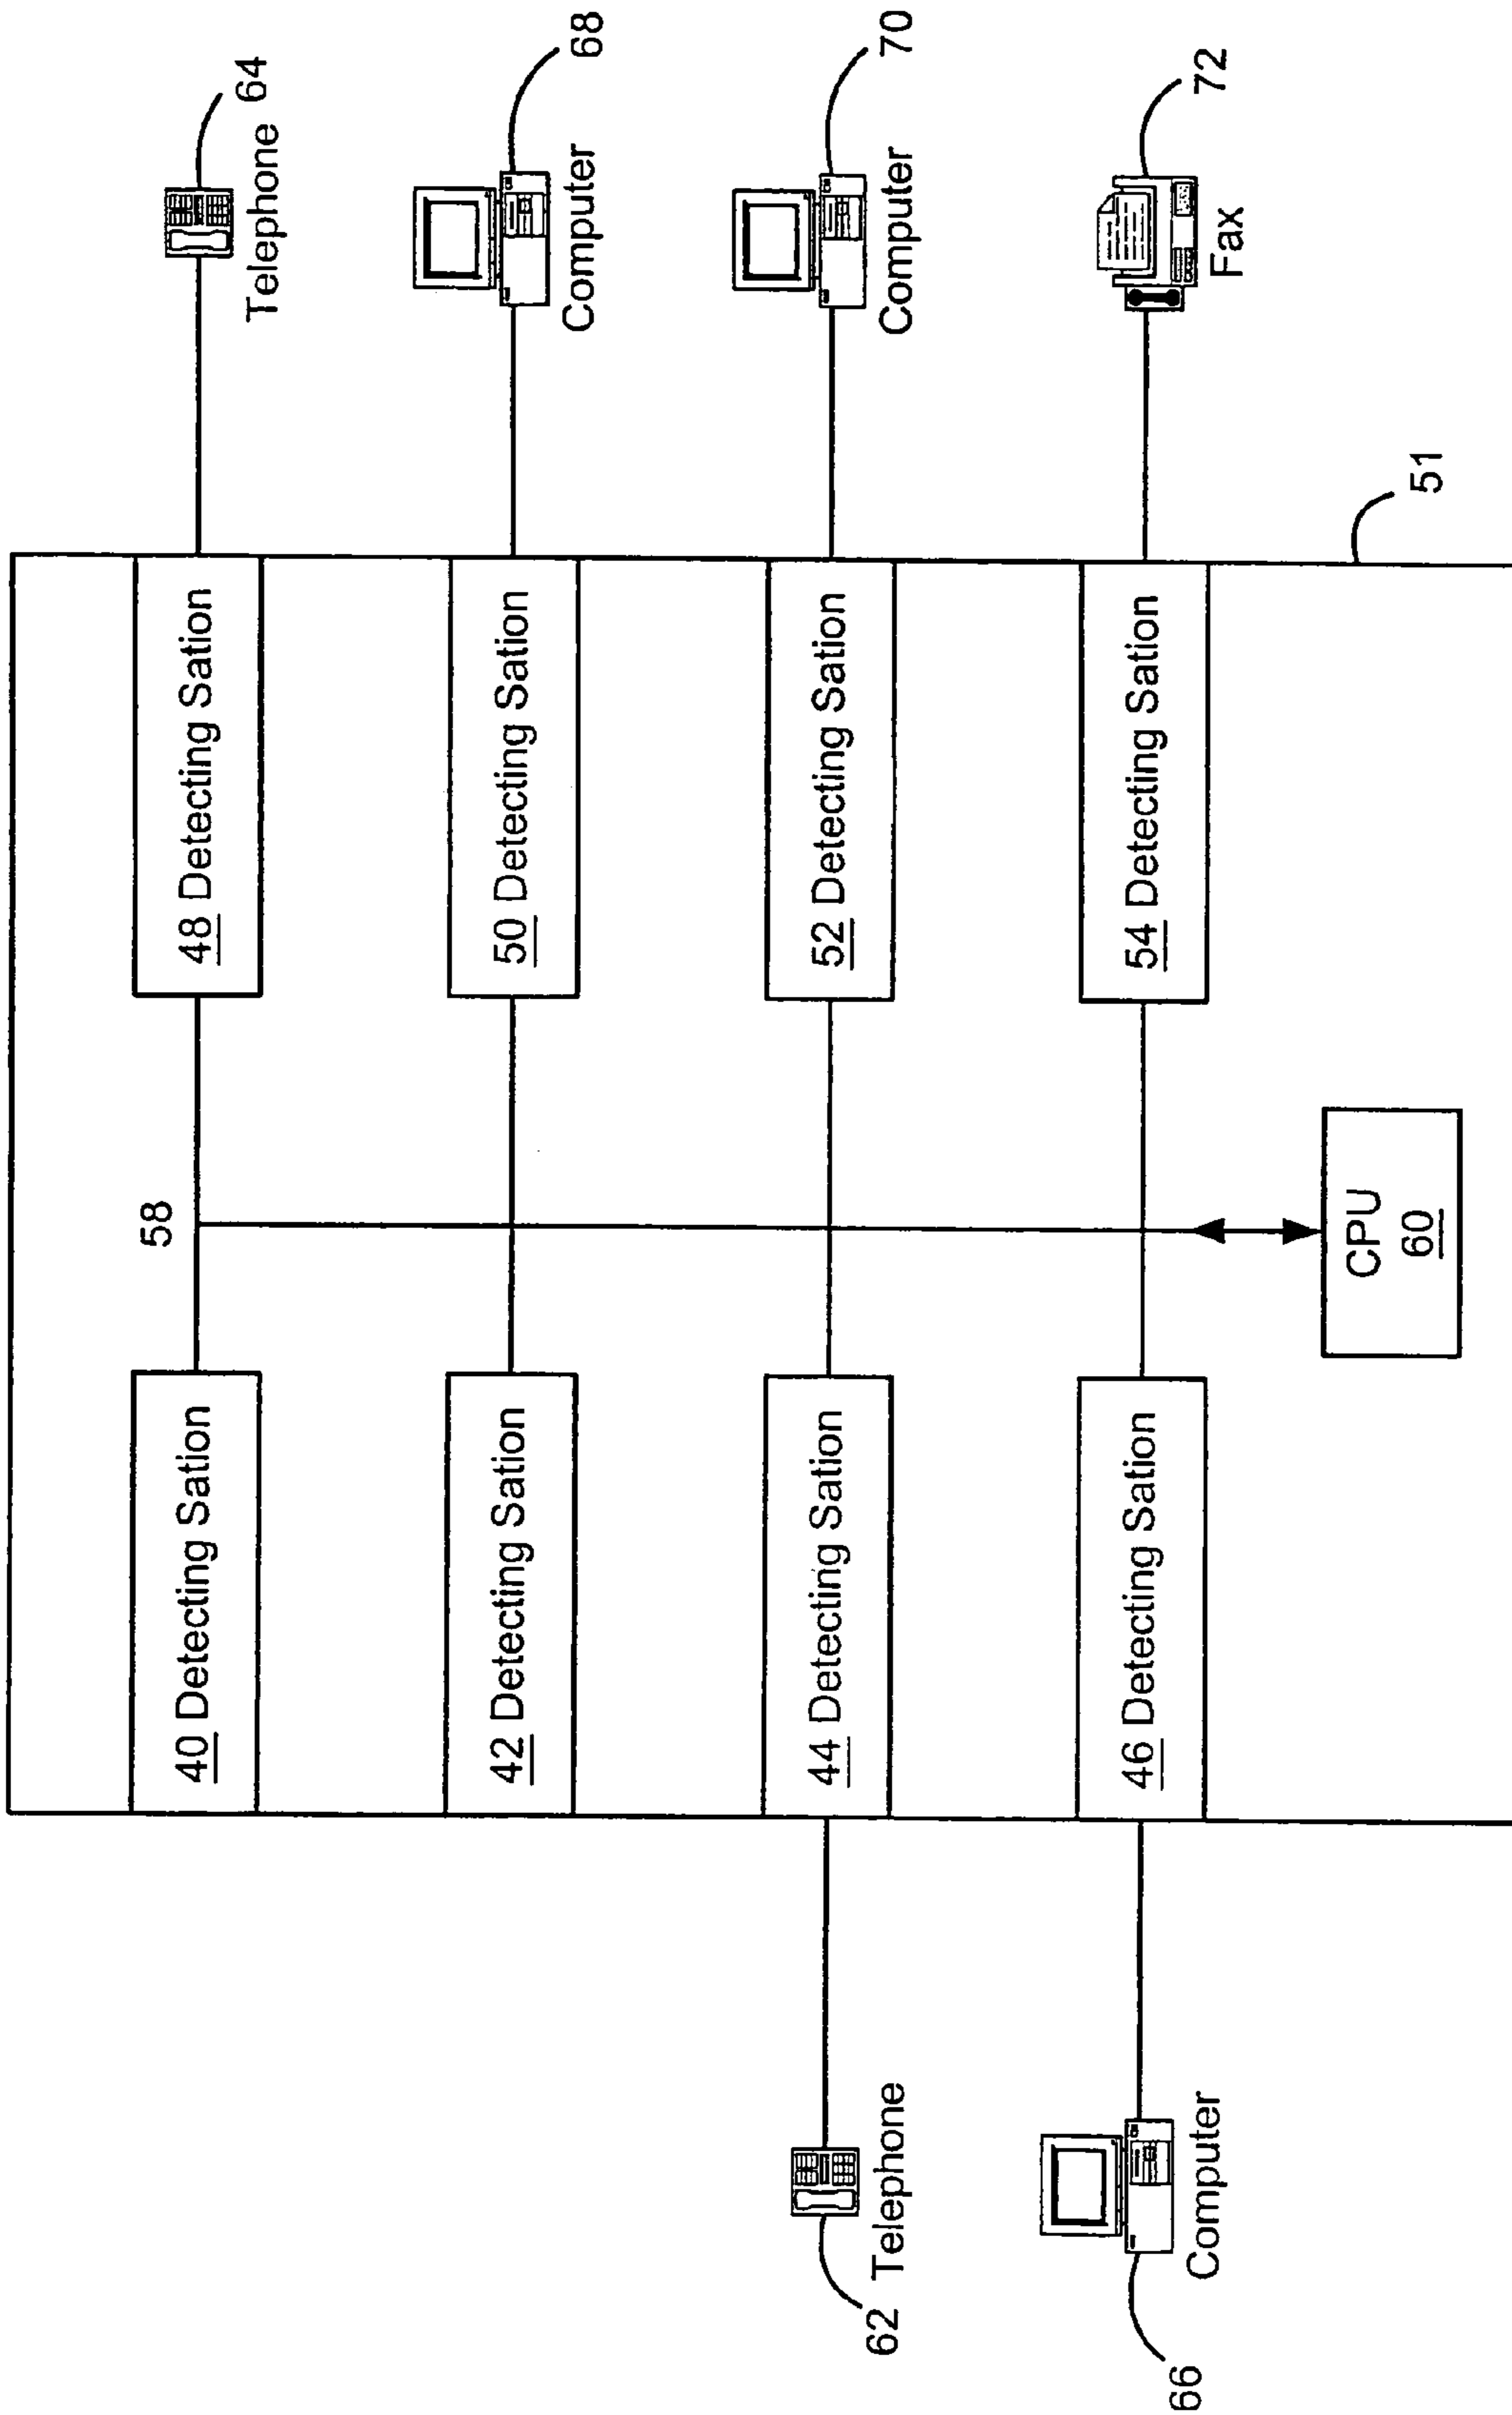 40 Detecting Sation
48 Detecting Sation
64
Telephone
58
42 Detecting Sation
50 Detecting Sation
68
Computer
62
Telephone
44 Detecting Sation
52 Detecting Sation
70
Computer
66
Computer
46 Detecting Sation
54 Detecting Sation
72
Fax
CPU
60
51